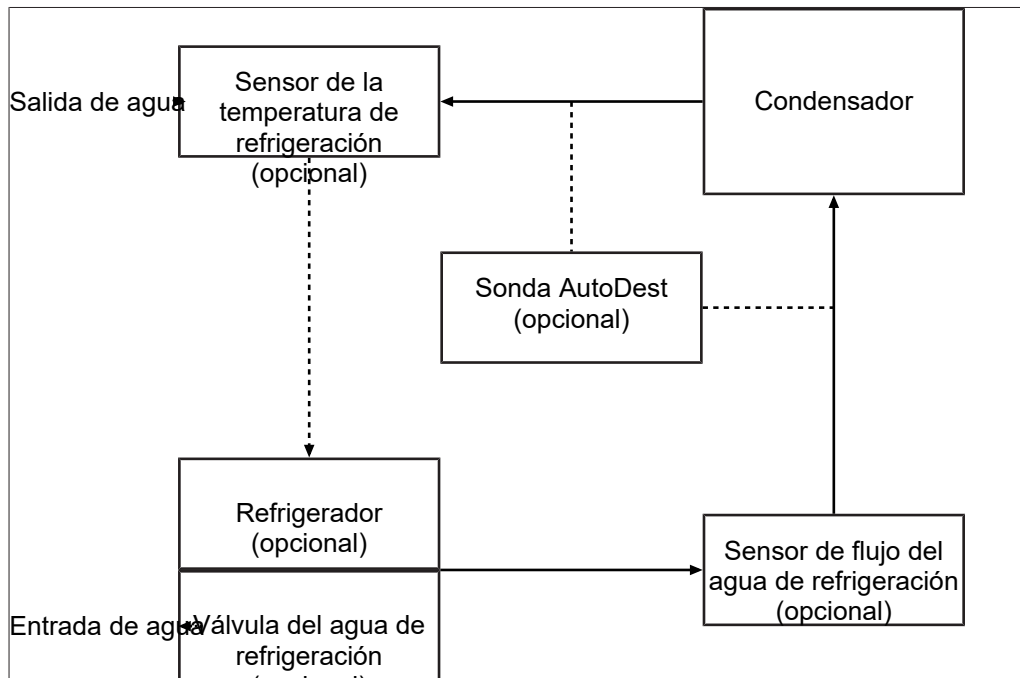 Sensor de la
temperatura de
refrigeración
(opcional)
Salida de agua
Condensador
Sonda AutoDest
(opcional)
Refrigerador
(opcional)
Sensor de flujo del
agua de refrigeración
(opcional)
Entrada de agua
Válvula del agua de
refrigeración
(opcional)